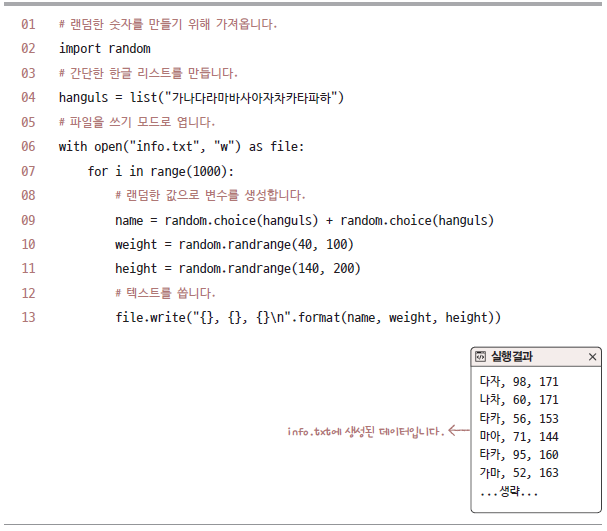 01 # 랜덤한 숫자를 만들기 위해 가져옵니다.
02 import random
03 # 간단한 한글 리스트를 만듭니다.
04 hanguls = list("가나다라마바사아자차카타파하")
05 # 파일을 쓰기 모드로 엽니다.
06 with open("info.txt", "w") as file:
07     for i in range(1000):
08         # 랜덤한 값으로 변수를 생성합니다.
09         name = random.choice(hanguls) + random.choice(hanguls)
10         weight = random.randrange(40, 100)
11         height = random.randrange(140, 200)
12         # 텍스트를 씁니다.
13         file.write("{}, {}, {}\n".format(name, weight, height))
실행결과
다자, 98, 171
나차, 60, 171
타카, 56, 153
info.txt에 생성된 데이터입니다.
마아, 71, 144
타카, 95, 160
가마, 52, 163
...생략...